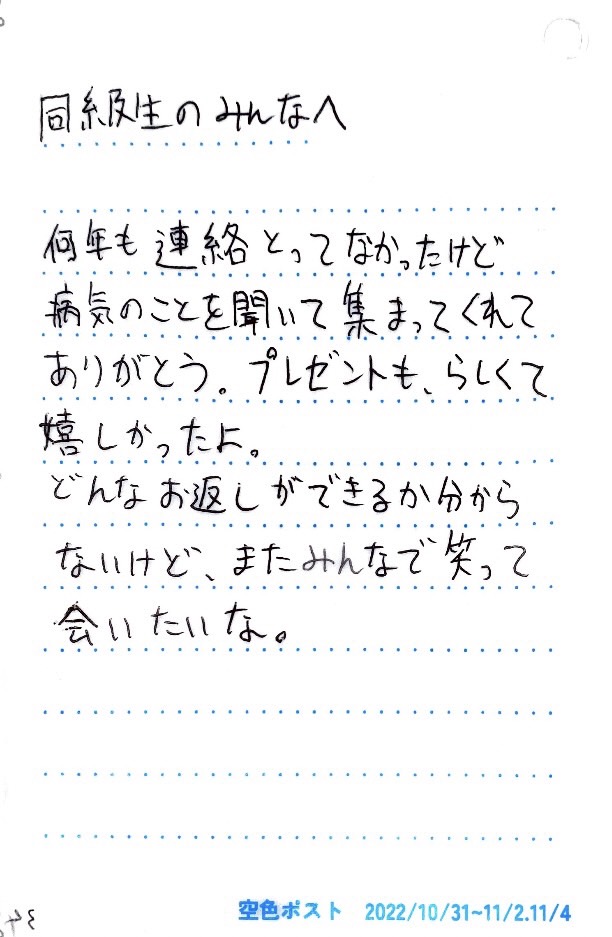 同級生のみんなへ
何年も連絡とってなかったけど
病気のことを聞いて集まってくれて
ありがとう。プレゼントも、らしくて
嬉しかったよ。
どんなお返しができるか分から
ないけど、またみんなで笑って
会いたいな。
空色ポスト 2022/10/31~11/2.11/4